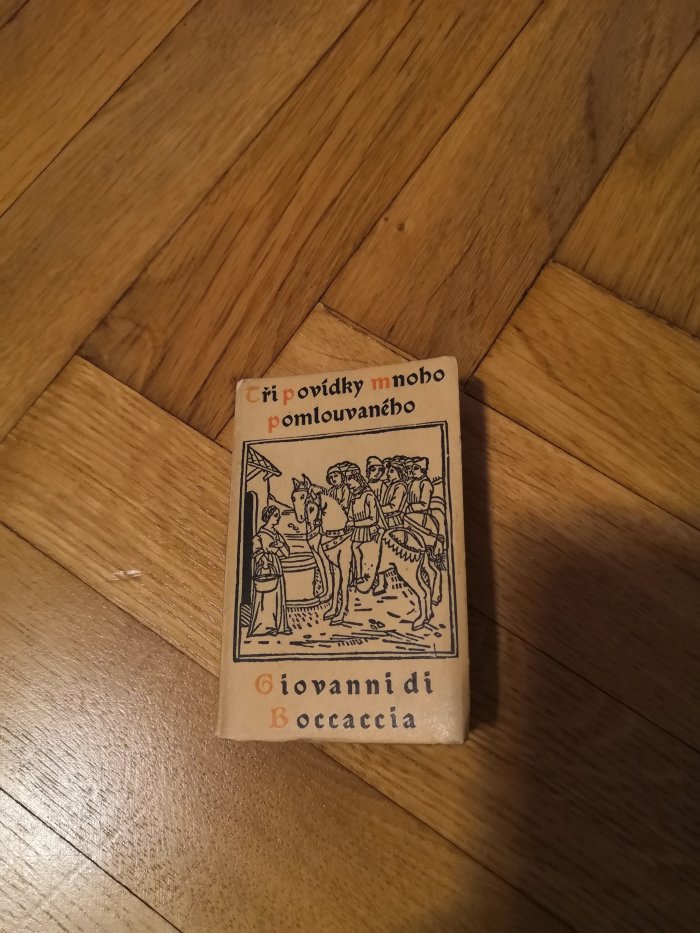 Tři povídky mnoho
pomlouvaného
Giovanni di
Boccaccia